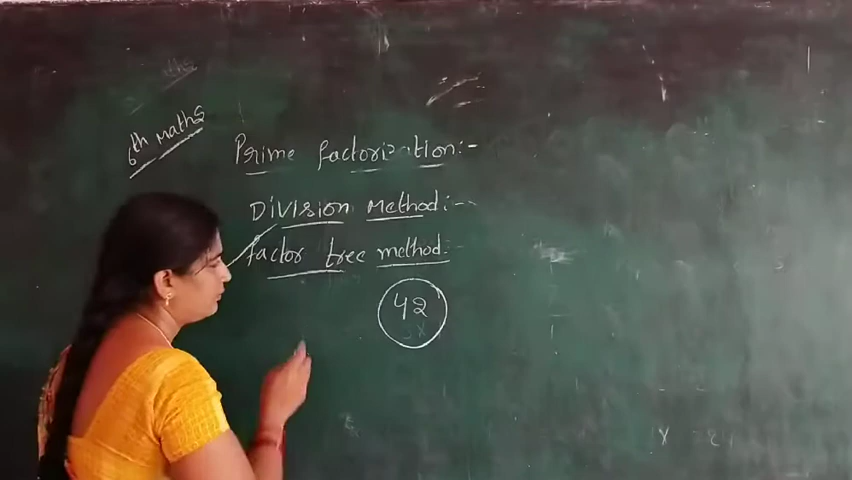 6th Maths
Prime factorization:-
Division Method:-
factor tree method:-
42